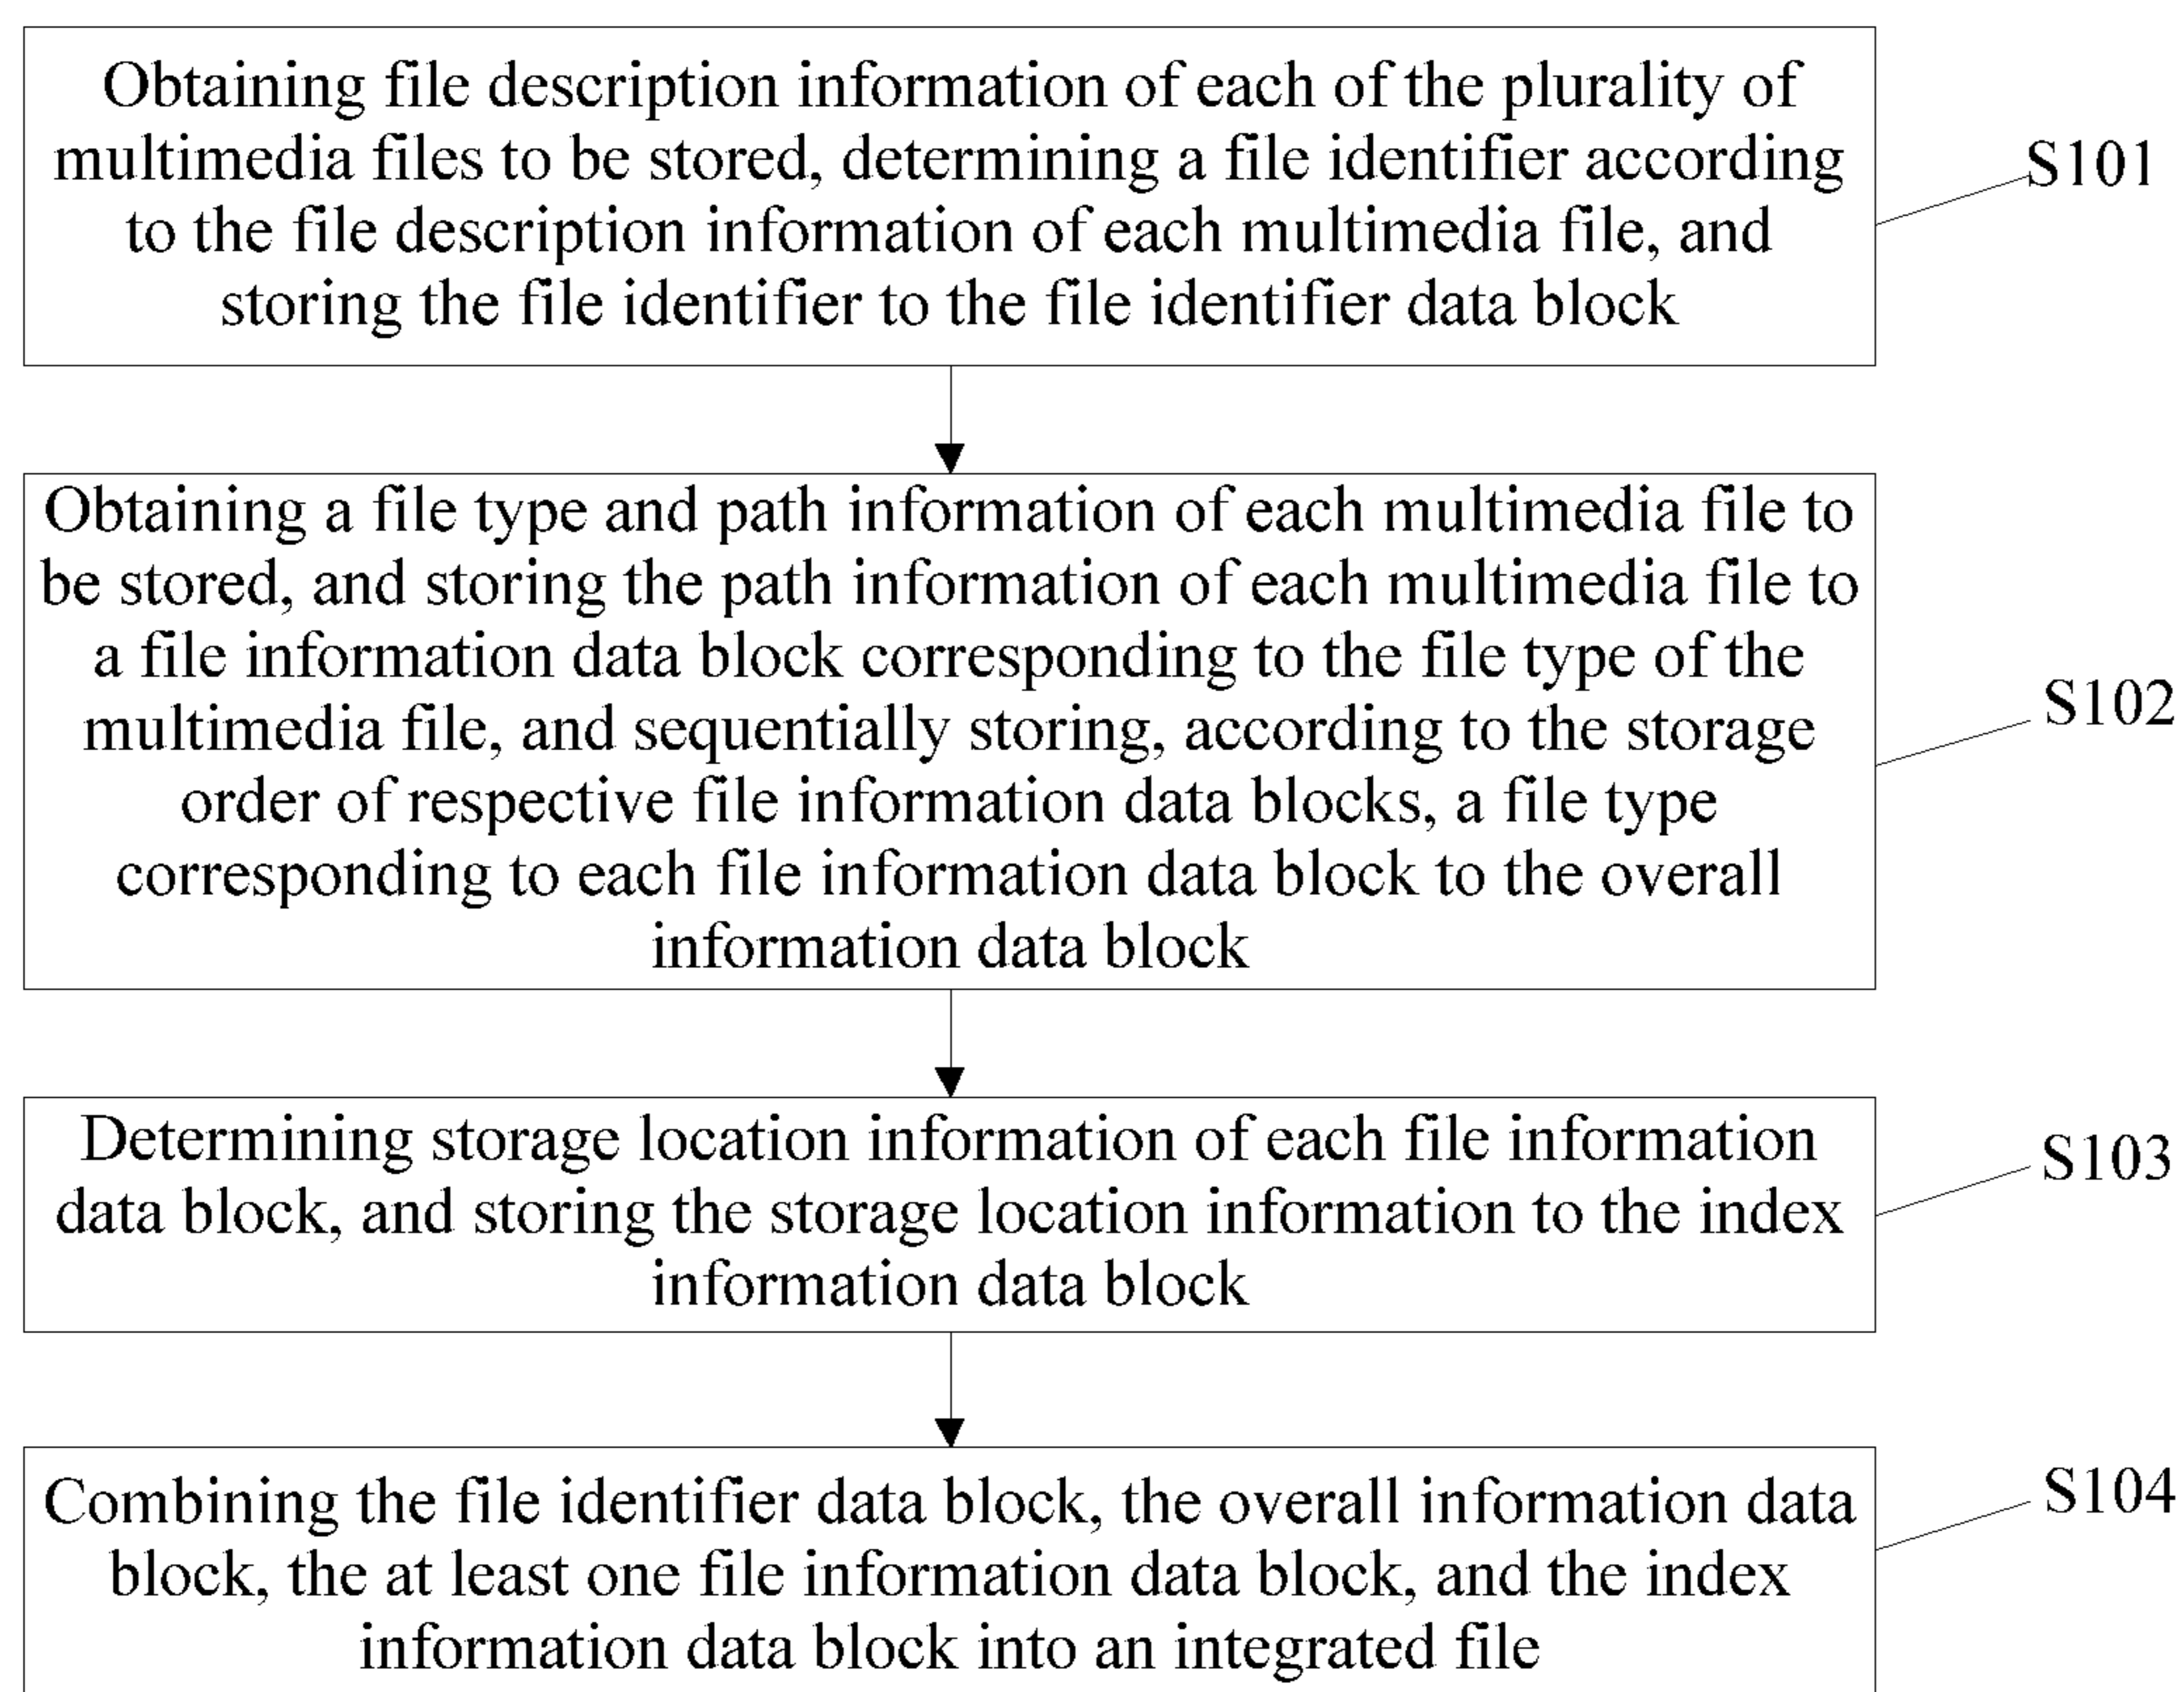 Obtaining file description information of each of the plurality of
multimedia files to be stored, determining a file identifier according
to the file description information of each multimedia file, and
storing the file identifier to the file identifier data block
S101
Obtaining a file type and path information of each multimedia file to
be stored, and storing the path information of each multimedia file to
a file information data block corresponding to the file type of the
multimedia file, and sequentially storing, according to the storage
order of respective file information data blocks, a file type
corresponding to each file information data block to the overall
information data block
S102
Determining storage location information of each file information
data block, and storing the storage location information to the index
information data block
S103
Combining the file identifier data block, the overall information data
block, the at least one file information data block, and the index
information data block into an integrated file
S104